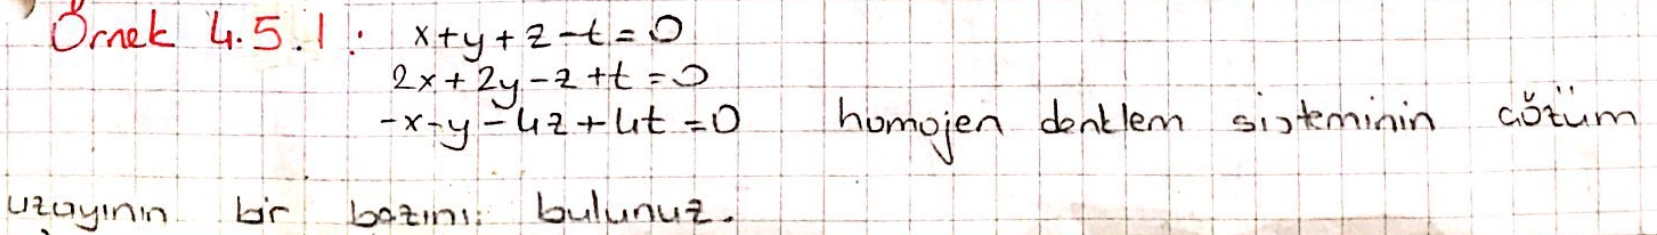 Örnek 4.5.1: x+y+z-t=0
2x+2y-z+t=0
-x-y-4z+4t=0 homojen denklem sisteminin çözüm
uzayının bir bazını bulunuz.